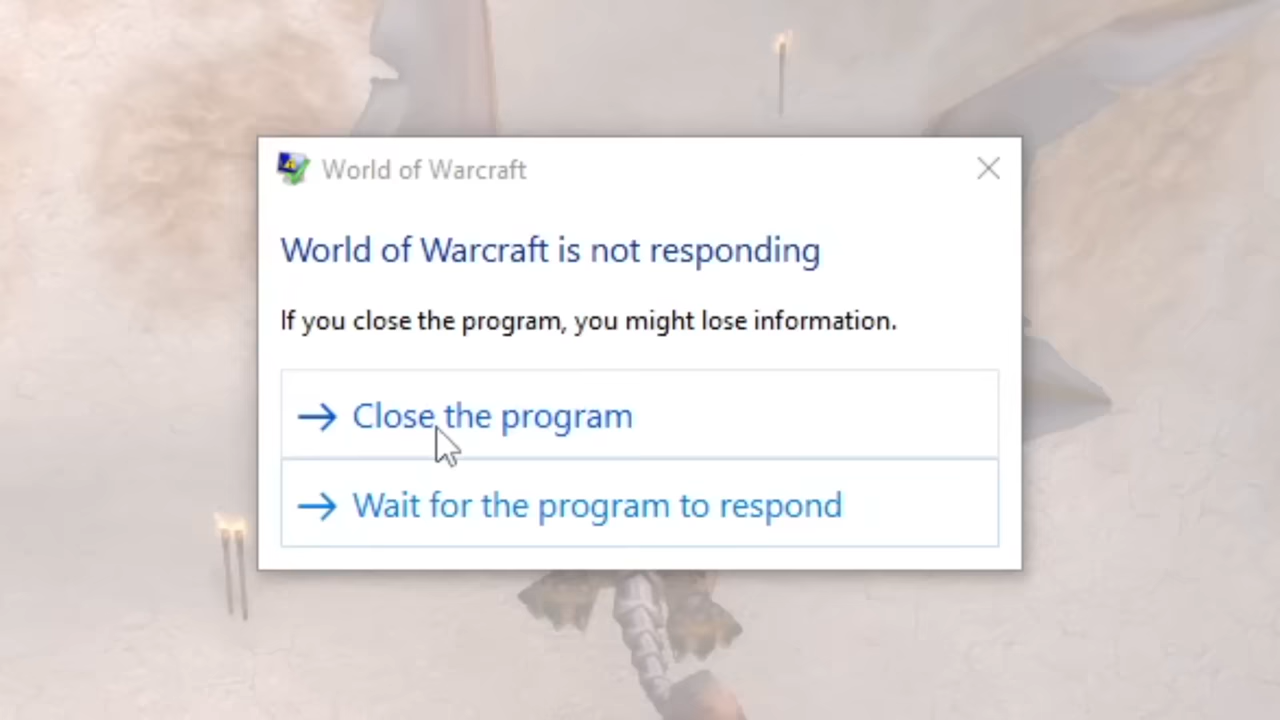 World of Warcraft
World of Warcraft is not responding
If you close the program, you might lose information.
Close the program
Wait for the program to respond